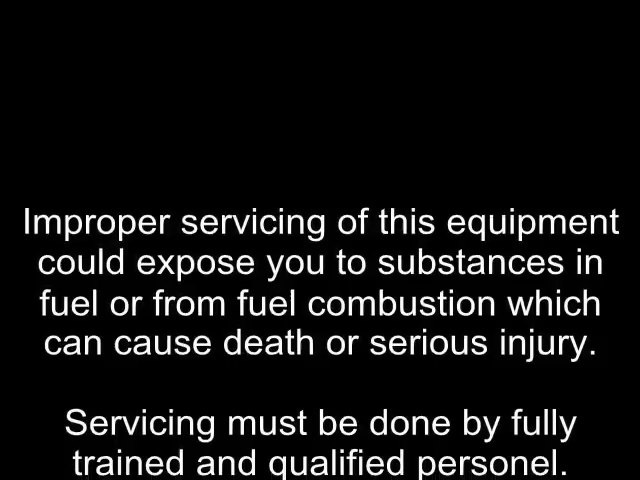 Improper servicing of this equipment
could expose you to substances in
fuel or from fuel combustion which
can cause death or serious injury.
Servicing must be done by fully
trained and qualified personel.